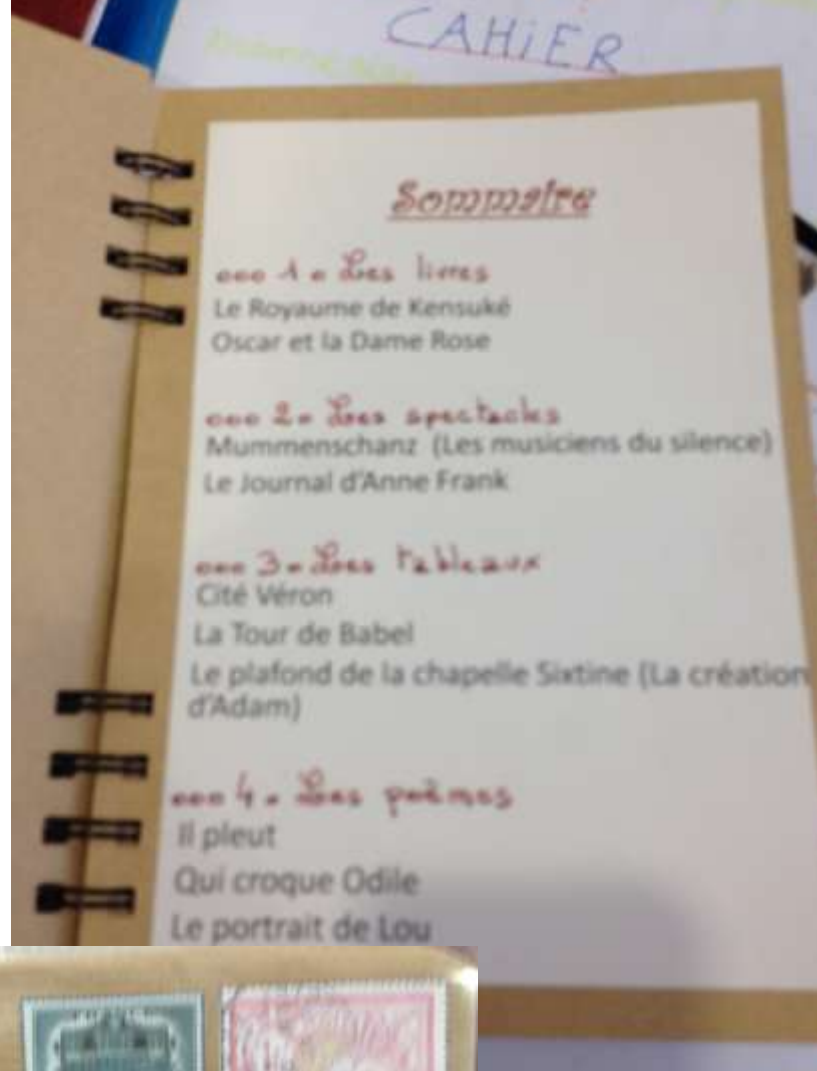 CAHiER
Sommaire
1 Les livres
Le Royaume de Kensuké
Oscar et la Dame Rose
2 Les spectacles
Mummenschanz (Les musiciens du silence)
Le Journal d'Anne Frank
3 Les tableaux
Cité Véron
La Tour de Babel
Le plafond de la chapelle Sixtine (La création
d'Adam)
4 Les poèmes
Il pleut
Qui croque Odile
Le portrait de Lou